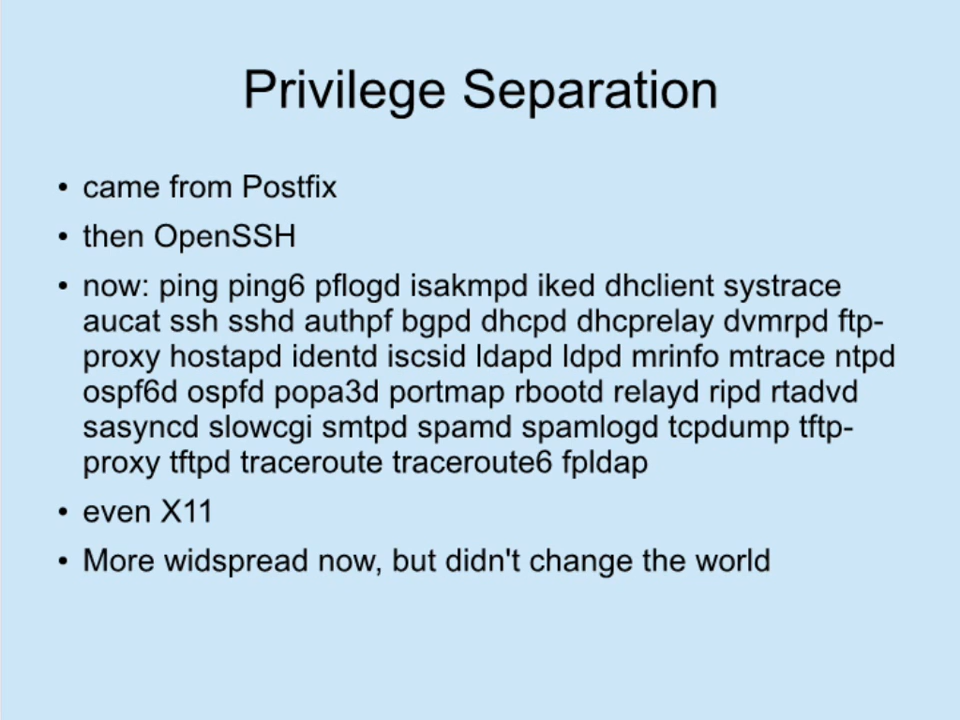 Privilege Separation
• came from Postfix
• then OpenSSH
• now: ping ping6 pflogd isakmpd iked dhclient systrace
aucat ssh sshd authpf bgpd dhcpd dhcprelay dvmrpd ftp-
proxy hostapd identd iscsid ldapd ldpd mrinfo mtrace ntpd
ospf6d ospfd popa3d portmap rbootd relayd ripd rtadvd
sasyncd slowcgi smtpd spamd spamlogd tcpdump tftp-
proxy tftpd traceroute traceroute6 fpldap
• even X11
• More widspread now, but didn't change the world